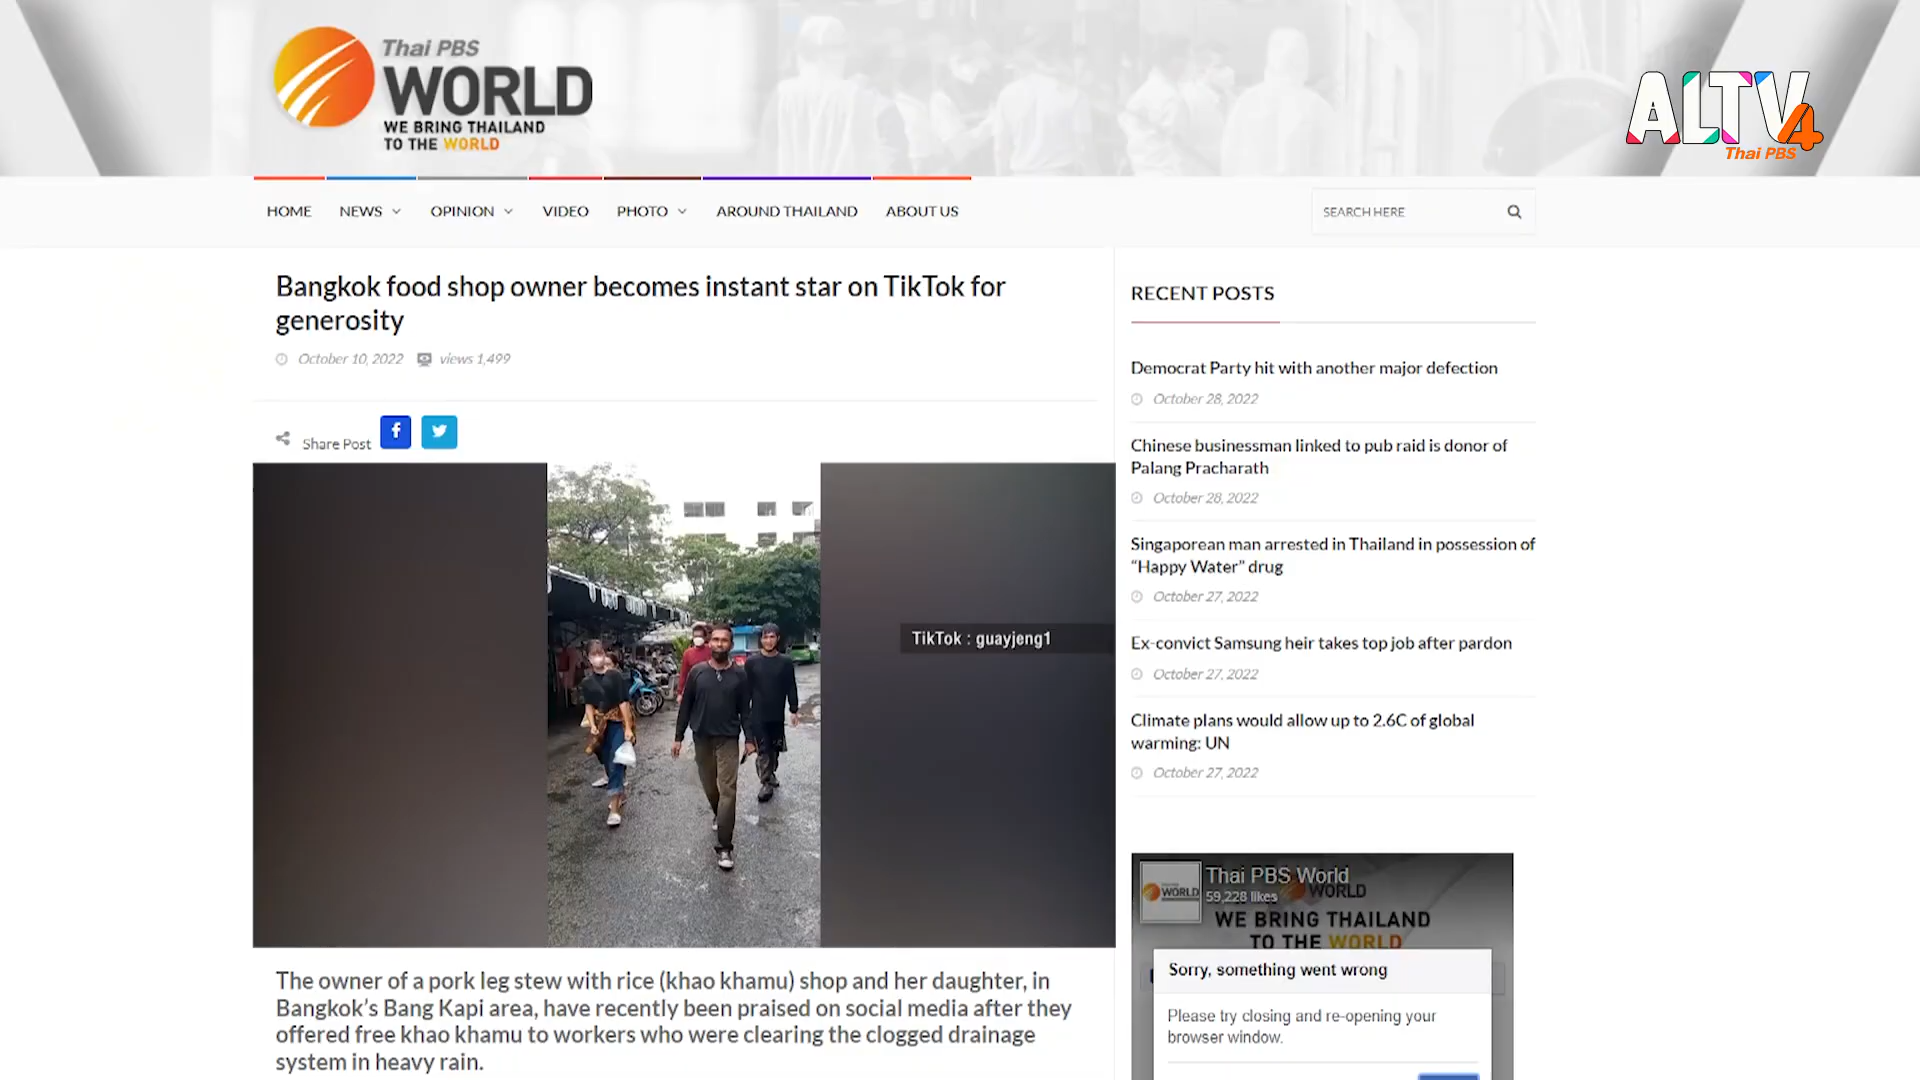 Thai PBS
WORLD
WE BRING THAILAND
TO THE WORLD
ALTV4
Thai PBS
HOME
NEWS
OPINION
VIDEO
PHOTO
AROUND THAILAND
ABOUT US
SEARCH HERE
Bangkok food shop owner becomes instant star on TikTok for
generosity
October 10, 2022
views 1,499
Share Post
TikTok : guayjeng1
The owner of a pork leg stew with rice (khao khamu) shop and her daughter, in
Bangkok’s Bang Kapi area, have recently been praised on social media after they
offered free khao khamu to workers who were clearing the clogged drainage
system in heavy rain.
RECENT POSTS
Democrat Party hit with another major defection
October 28, 2022
Chinese businessman linked to pub raid is donor of
Palang Pracharath
October 28, 2022
Singaporean man arrested in Thailand in possession of
“Happy Water” drug
October 27, 2022
Ex-convict Samsung heir takes top job after pardon
October 27, 2022
Climate plans would allow up to 2.6C of global
warming: UN
October 27, 2022
Thai PBS World
59,228 likes
WORLD
WORLD
WE BRING THAILAND
TO THE WORLD
Sorry, something went wrong
Please try closing and re-opening your
browser window.